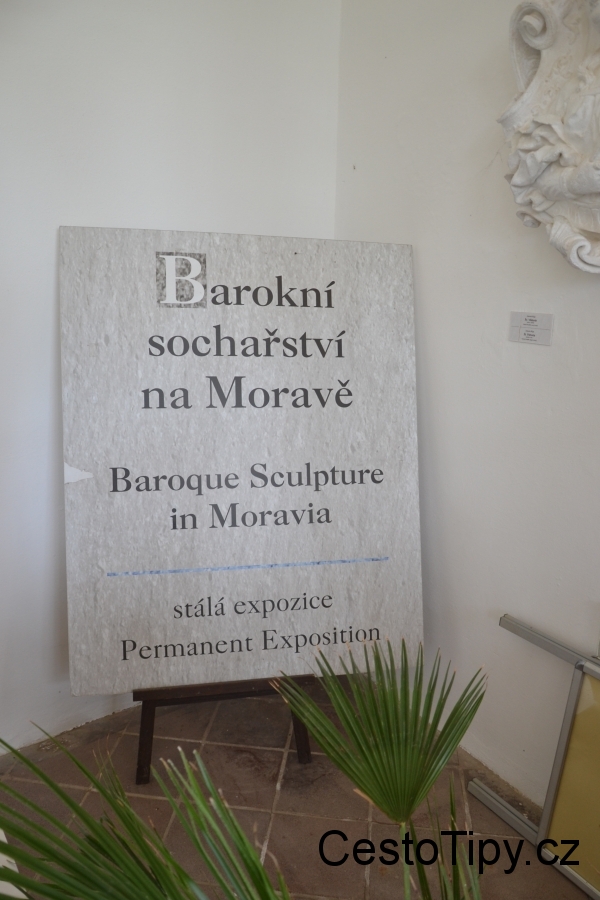 Barokní
sochařství
na Moravě
Baroque Sculpture
in Moravia
stálá expozice
Permanent Exposition
CestoTipy.cz